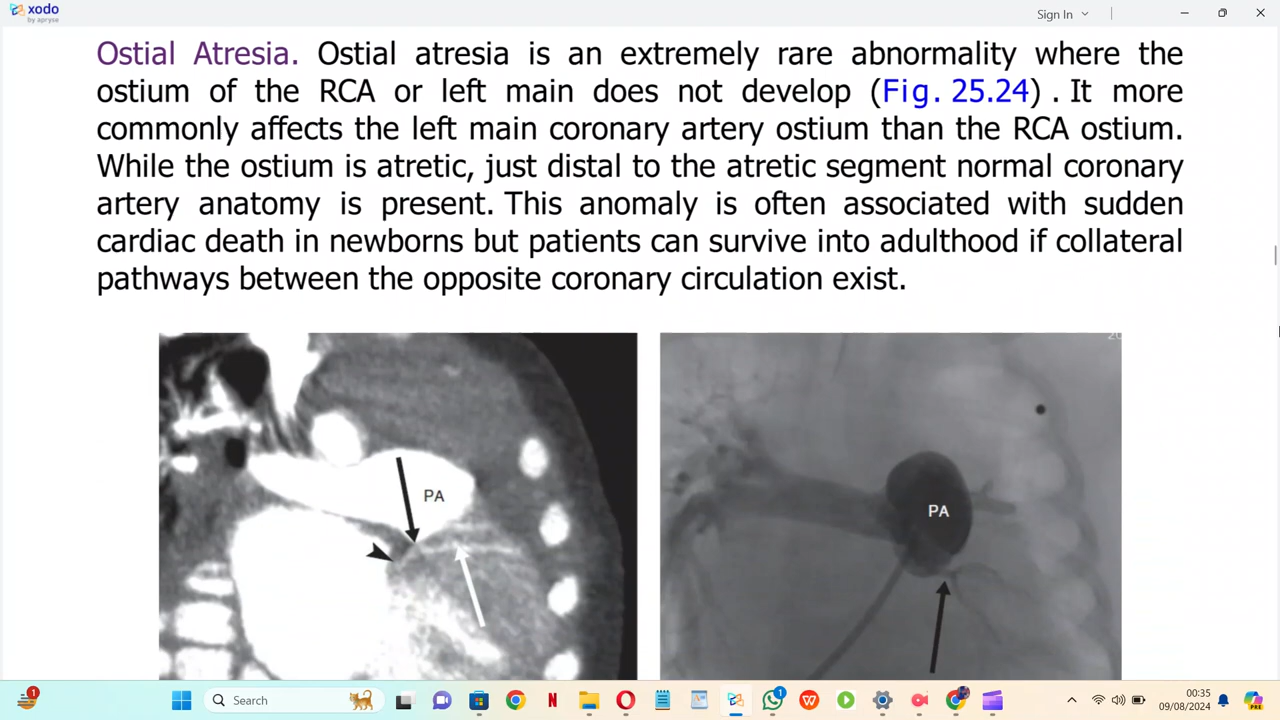 xodo
by apryse
Sign In
Ostial Atresia. Ostial atresia is an extremely rare abnormality where the
ostium of the RCA or left main does not develop (Fig. 25.24) . It more
commonly affects the left main coronary artery ostium than the RCA ostium.
While the ostium is atretic, just distal to the atretic segment normal coronary
artery anatomy is present. This anomaly is often associated with sudden
cardiac death in newborns but patients can survive into adulthood if collateral
pathways between the opposite coronary circulation exist.
PA
PA
1
Search
1
00:35
09/08/2024
PRE